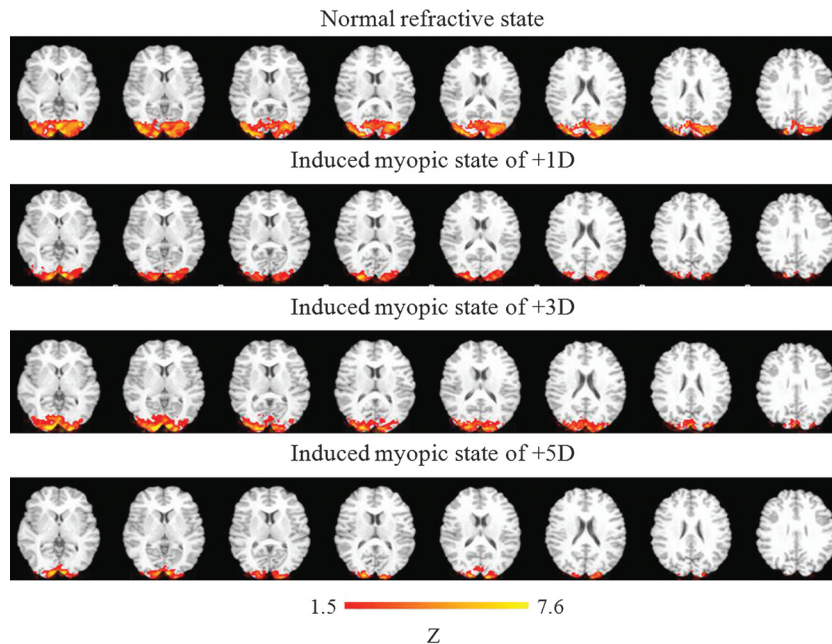 Normal refractive state
Induced myopic state of +1D
Induced myopic state of +3D
Induced myopic state of +5D
1.5 7.6
Z